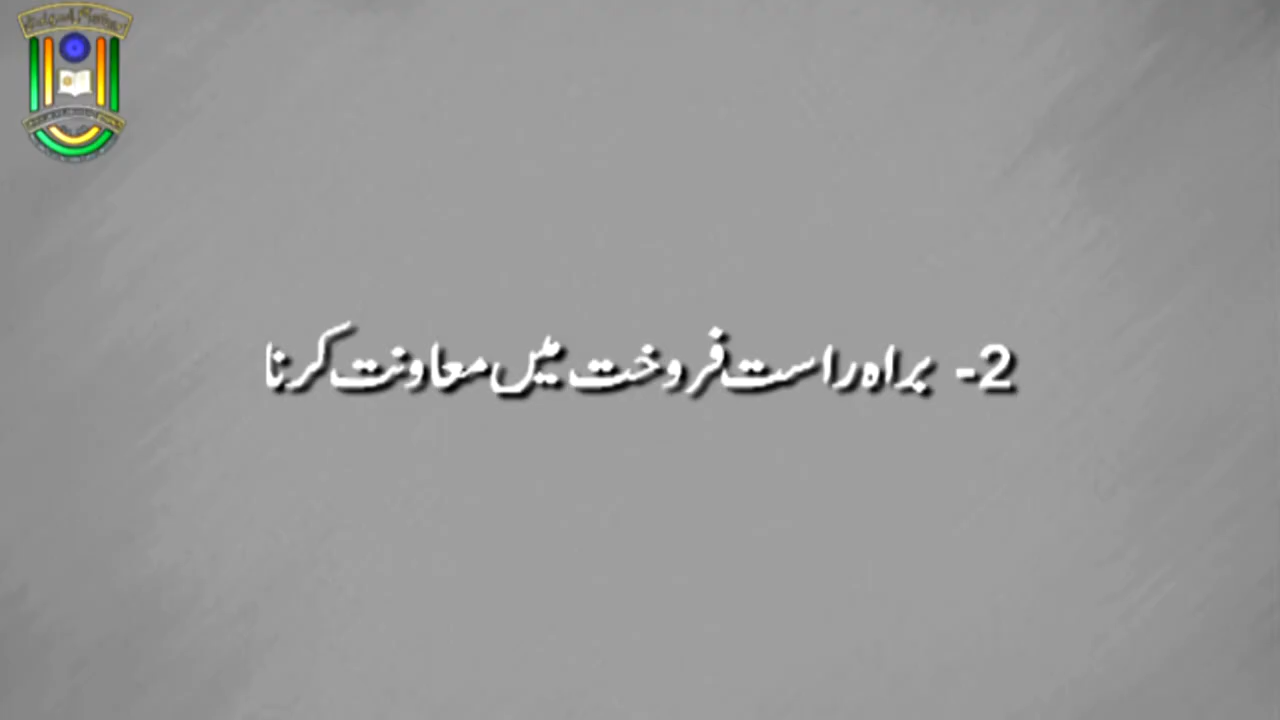 2- براہ راست فروخت میں معاونت کرنا